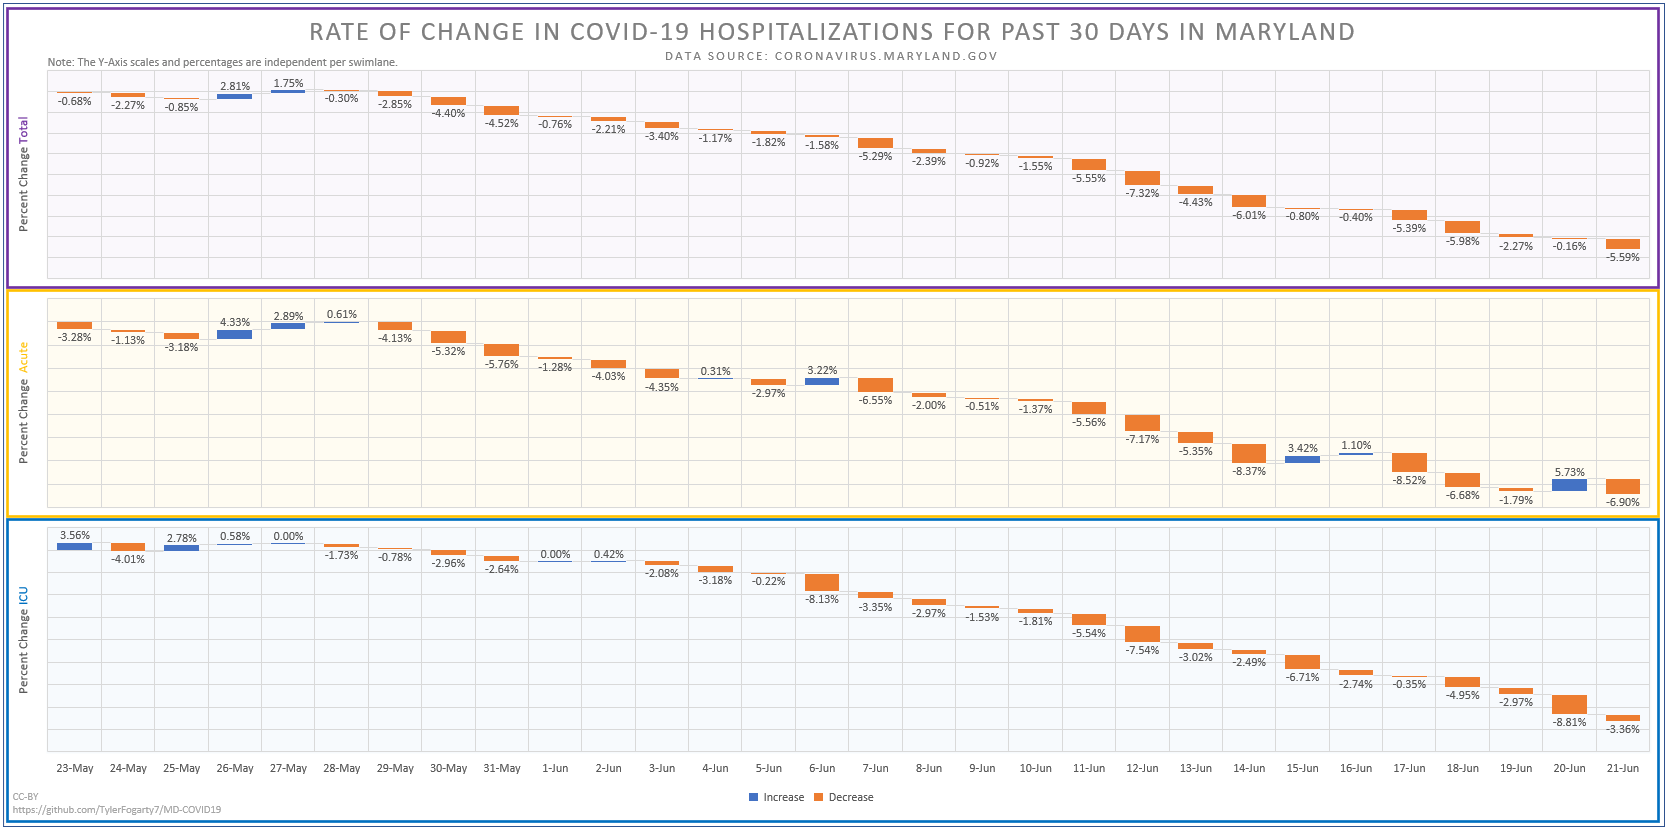 RATE OF CHANGE IN COVID-19 HOSPITALIZATIONS FOR PAST 30 DAYS IN MARYLAND
DATA SOURCE: CORONAVIRUS.MARYLAND.GOV
Note: The Y-Axis scales and percentages are independent per swimlane.
Percent Change Total
-0.68% -2.27% -0.85% 2.81% 1.75% -0.30% -2.85% -4.40% -4.52% -0.76% -2.21% -3.40% -1.17% -1.82% -1.58% -5.29% -2.39% -0.92% -1.55% -5.55% -7.32% -4.43% -6.01% -0.80% -0.40% -5.39% -5.98% -2.27% -0.16% -5.59%
Percent Change Acute
-3.28% -1.13% -3.18% 4.33% 2.89% 0.61% -4.13% -5.32% -5.76% -1.28% -4.03% -4.35% 0.31% -2.97% 3.22% -6.55% -2.00% -0.51% -1.37% -5.56% -7.17% -5.35% -8.37% 3.42% 1.10% -8.52% -6.68% -1.79% 5.73% -6.90%
Percent Change ICU
3.56% -4.01% 2.78% 0.58% 0.00% -1.73% -0.78% -2.96% -2.64% 0.00% 0.42% -2.08% -3.18% -0.22% -8.13% -3.35% -2.97% -1.53% -1.81% -5.54% -7.54% -3.02% -2.49% -6.71% -2.74% -0.35% -4.95% -2.97% -8.81% -3.36%
23-May 24-May 25-May 26-May 27-May 28-May 29-May 30-May 31-May 1-Jun 2-Jun 3-Jun 4-Jun 5-Jun 6-Jun 7-Jun 8-Jun 9-Jun 10-Jun 11-Jun 12-Jun 13-Jun 14-Jun 15-Jun 16-Jun 17-Jun 18-Jun 19-Jun 20-Jun 21-Jun
Increase Decrease
CC-BY
https://github.com/TylerFogarty7/MD-COVID19